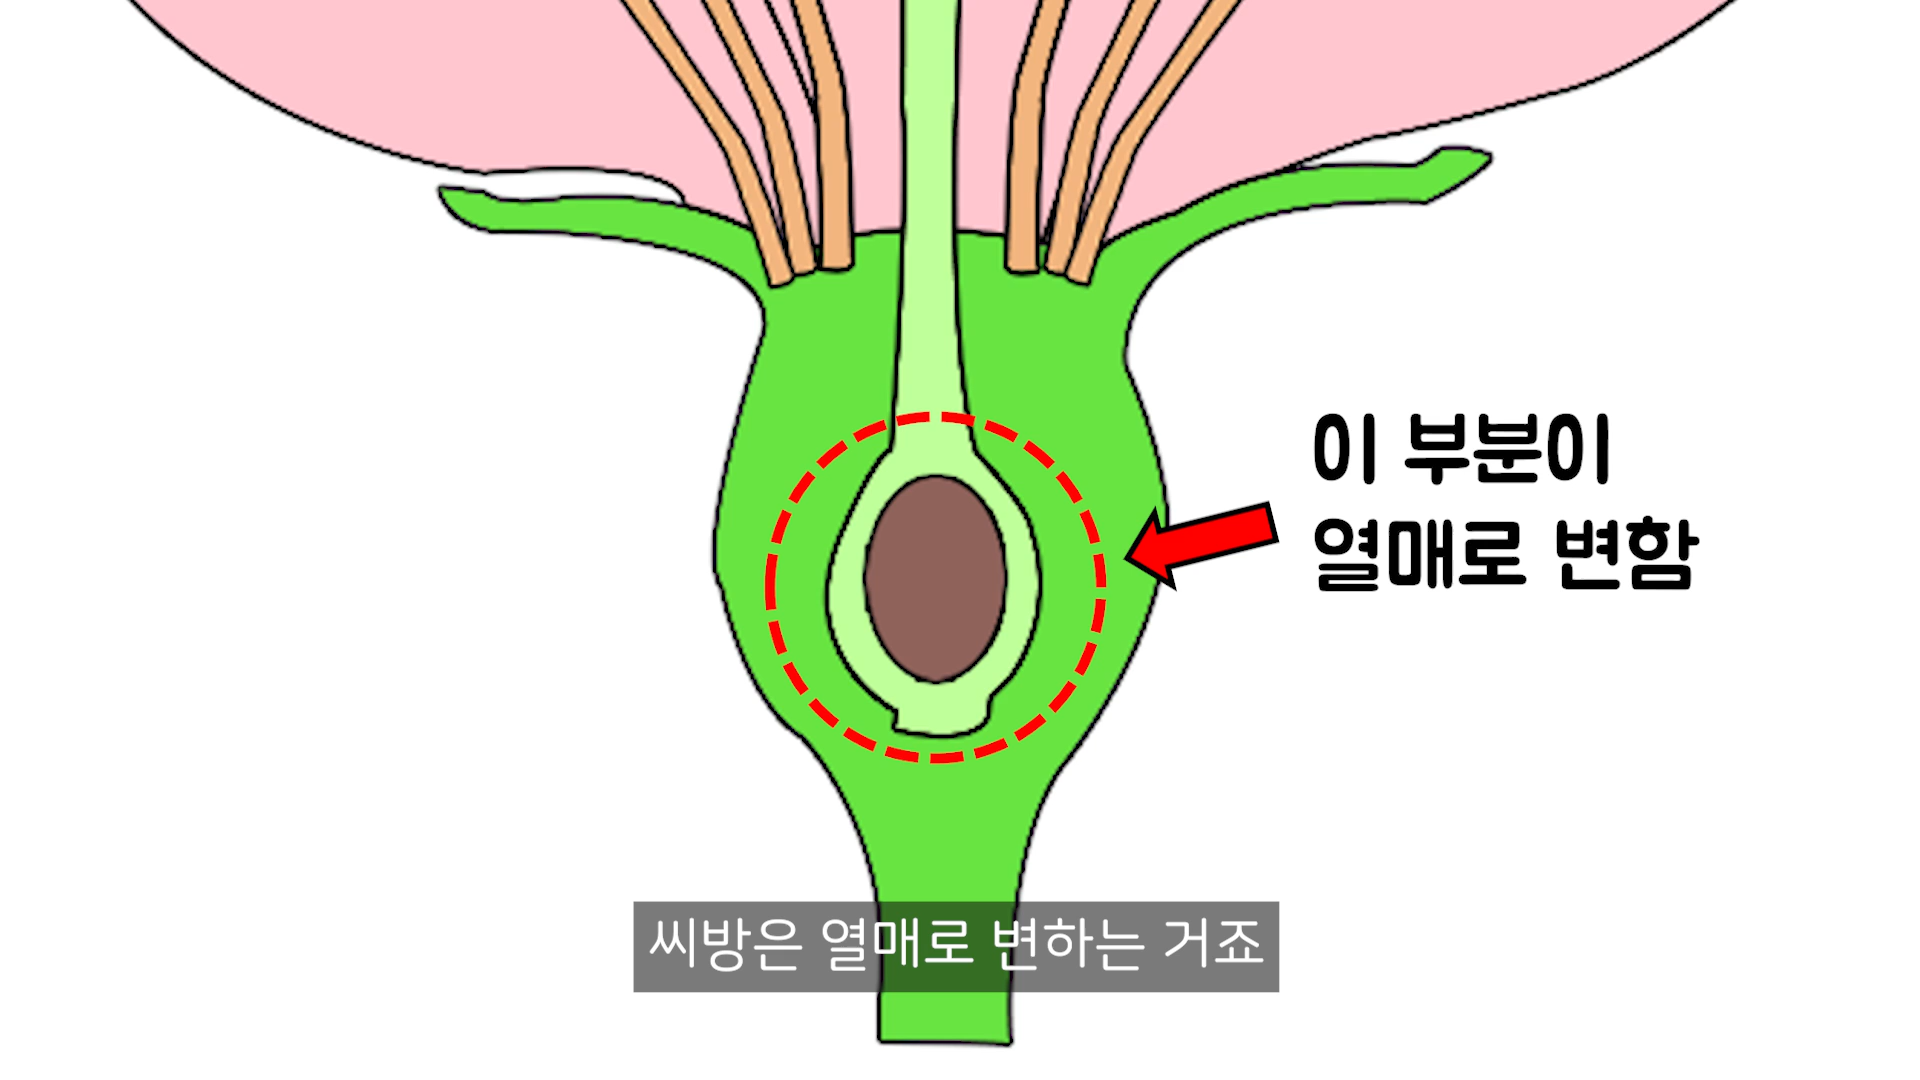 이 부분이
열매로 변함
씨방은 열매로 변하는 거죠